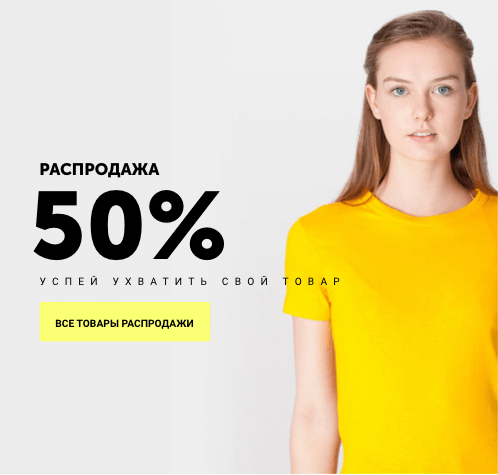 РАСПРОДАЖА
50%
УСПЕЙ УХВАТИТЬ СВОЙ ТОВАР
ВСЕ ТОВАРЫ РАСПРОДАЖИ